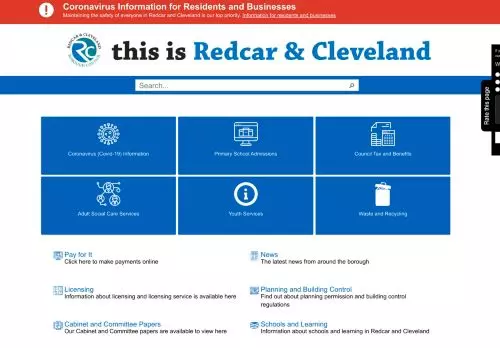 Coronavirus Information for Residents and Businesses
Maintaining the safety of everyone in Redcar and Cleveland is our top priority. Information for residents and businesses
REDCAR & CLEVELAND
this is Redcar & Cleveland
Search...
Rate this page
Coronavirus (Covid-19) Information
Primary School Admissions
Council Tax and Benefits
Adult Social Care Services
Youth Services
Waste and Recycling
Pay for It
Click here to make payments online
News
The latest news from around the borough
Licensing
Information about licensing and licensing service is available here
Planning and Building Control
Find out about planning permission and building control
regulations
Cabinet and Committee Papers
Our Cabinet and Committee papers are available to view here
Schools and Learning
Information about schools and learning in Redcar and Cleveland